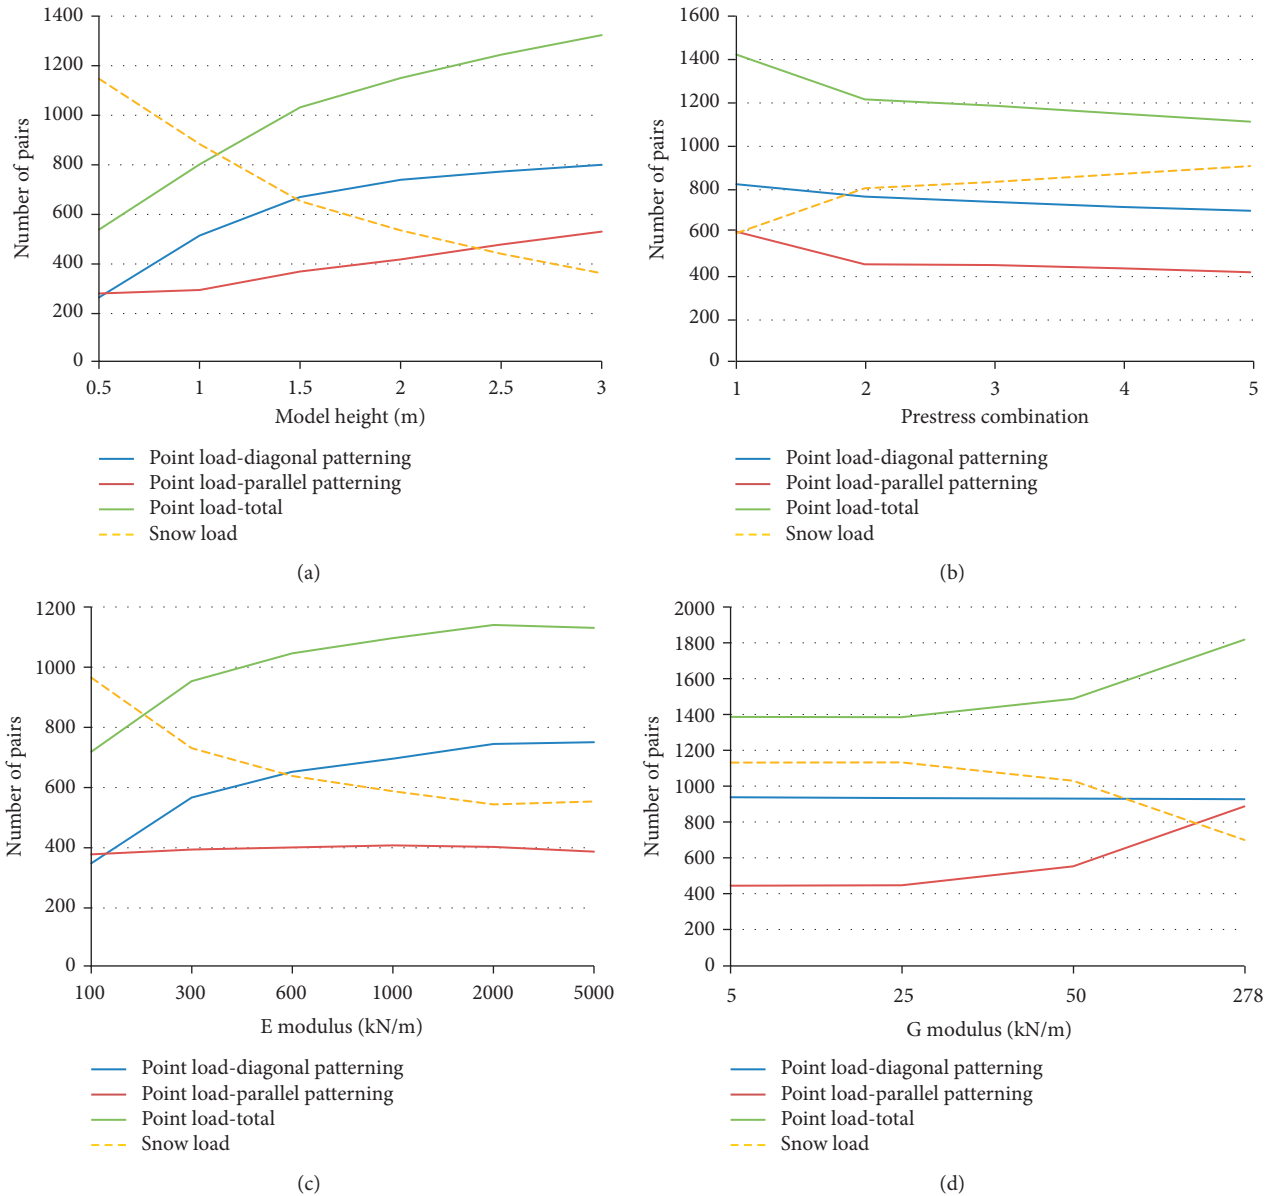 1400
1200
1000
800
600
400
200
0
Number of pairs
0.5 1 1.5 2 2.5 3
Model height (m)
Point load-diagonal patterning
Point load-parallel patterning
Point load-total
Snow load
(a)
1600
1400
1200
1000
800
600
400
200
0
Number of pairs
1 2 3 4 5
Prestress combination
Point load-diagonal patterning
Point load-parallel patterning
Point load-total
Snow load
(b)
1200
1000
800
600
400
200
0
Number of pairs
100 300 600 1000 2000 5000
E modulus (kN/m)
Point load-diagonal patterning
Point load-parallel patterning
Point load-total
Snow load
(c)
2000
1800
1600
1400
1200
1000
800
600
400
200
0
Number of pairs
5 25 50 278
G modulus (kN/m)
Point load-diagonal patterning
Point load-parallel patterning
Point load-total
Snow load
(d)